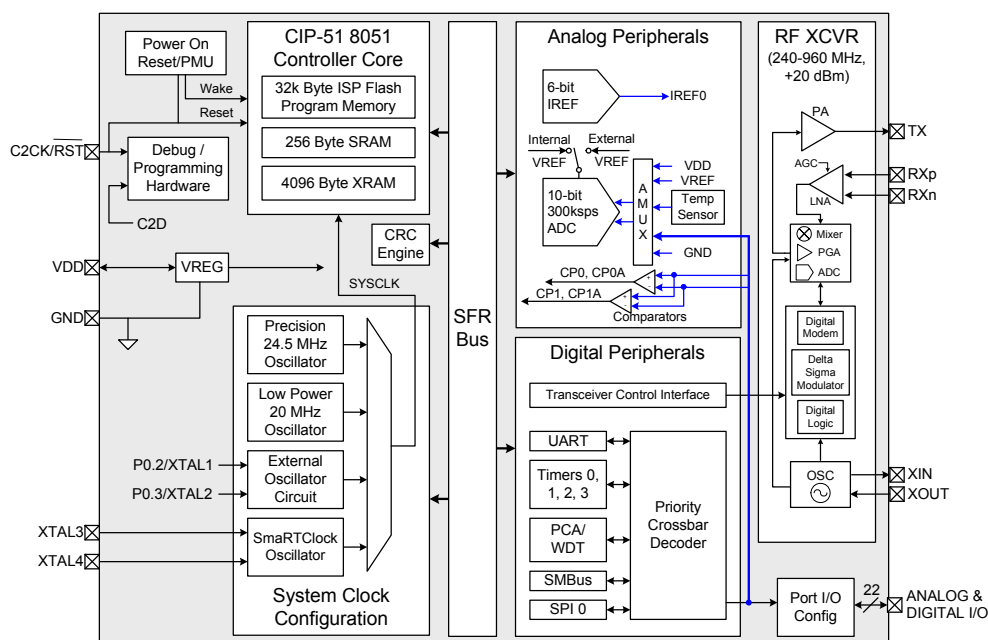 Power On
Reset/PMU
Wake
Reset
C2CK/RST
Debug /
Programming
Hardware
C2D
VDD
VREG
GND
CIP-51 8051
Controller Core
32k Byte ISP Flash
Program Memory
256 Byte SRAM
4096 Byte XRAM
CRC
Engine
SYSCLK
Precision
24.5 MHz
Oscillator
Low Power
20 MHz
Oscillator
P0.2/XTAL1
P0.3/XTAL2
External
Oscillator
Circuit
XTAL3
XTAL4
SmaRTClock
Oscillator
System Clock
Configuration
SFR
Bus
Analog Peripherals
6-bit
IREF
IREF0
Internal
External
VREF
VREF
10-bit
300ksps
ADC
A
M
U
X
VDD
VREF
Temp
Sensor
GND
CP0, CP0A
+
-
CP1, CP1A
+
-
Comparators
Digital Peripherals
Transceiver Control Interface
UART
Timers 0,
1, 2, 3
PCA/
WDT
SMBus
SPI 0
Priority
Crossbar
Decoder
RF XCVR
(240-960 MHz,
+20 dBm)
PA
TX
AGC
LNA
RXp
RXn
Mixer
PGA
ADC
Digital
Modem
Delta
Sigma
Modulator
Digital
Logic
OSC
XIN
XOUT
Port I/O
Config
22
ANALOG &
DIGITAL I/O